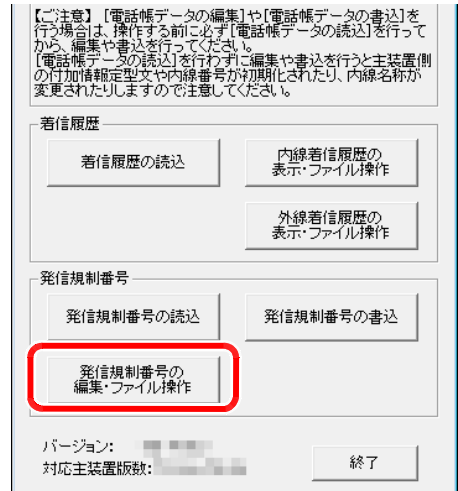 【ご注意】 [電話帳データの編集]や[電話帳データの書込]を
行う場合は、操作する前に必ず[電話帳データの読込]を行って
から、編集や書込を行ってください。
[電話帳データの読込]を行わずに編集や書込を行うと主装置側
の付加情報定型文や内線番号が初期化されたり、内線名称が
変更されたりしますので注意してください。
着信履歴
着信履歴の読込
内線着信履歴の
表示・ファイル操作
外線着信履歴の
表示・ファイル操作
発信規制番号
発信規制番号の読込
発信規制番号の書込
発信規制番号の
編集・ファイル操作
バージョン:
対応主装置版数:
終了